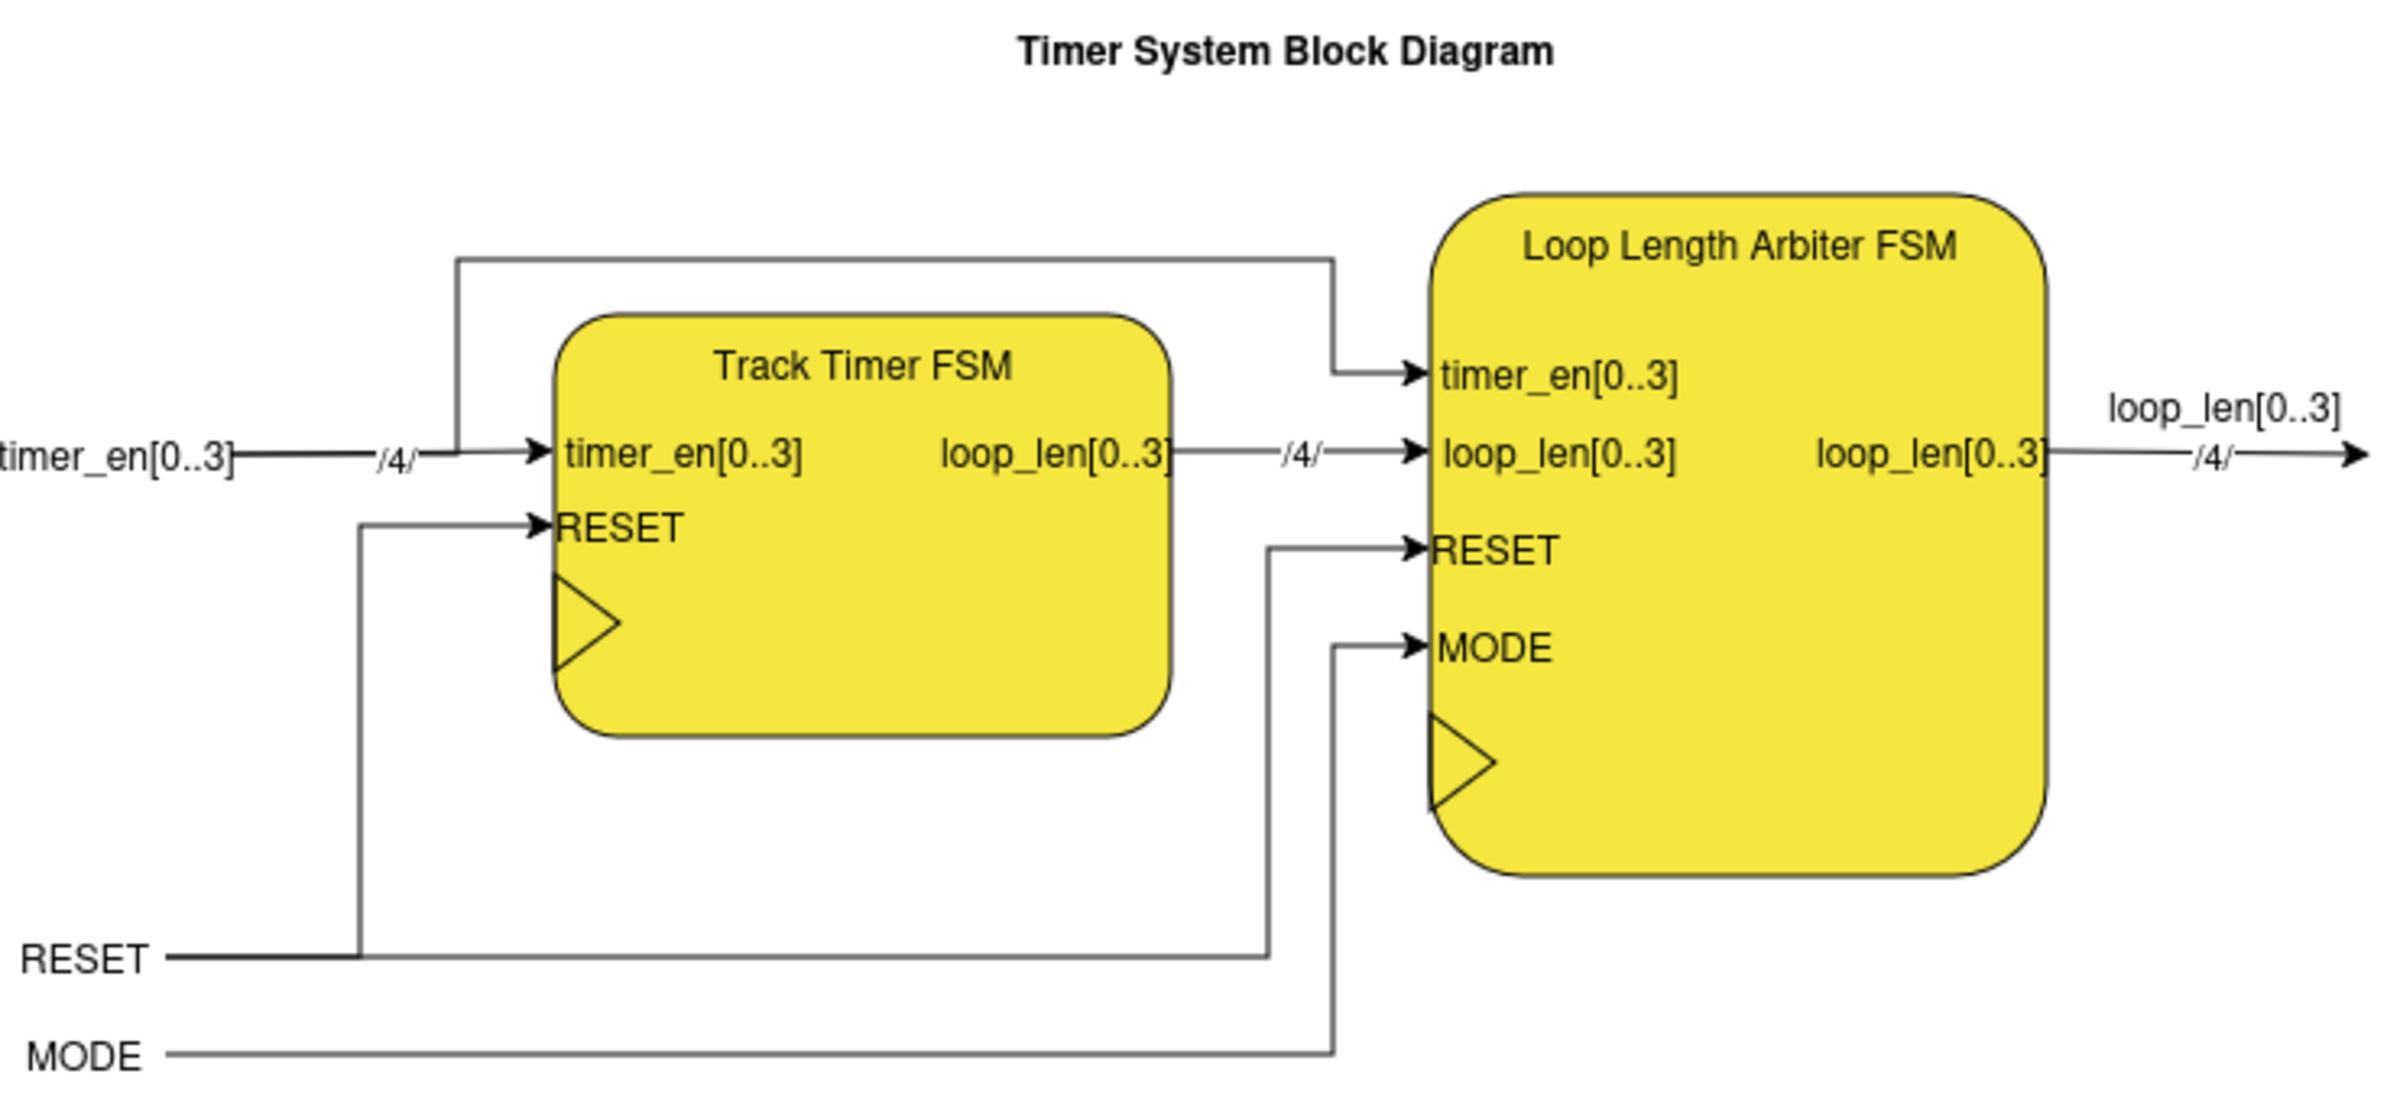 Timer System Block Diagram
Loop Length Arbiter FSM
Track Timer FSM
timer_en[0..3]
loop_len[0..3]
timer_en[0..3]
/4/
timer_en[0..3]
loop_len[0..3]
/4/
loop_len[0..3]
loop_len[0..3]
/4/
RESET
RESET
MODE
RESET
MODE